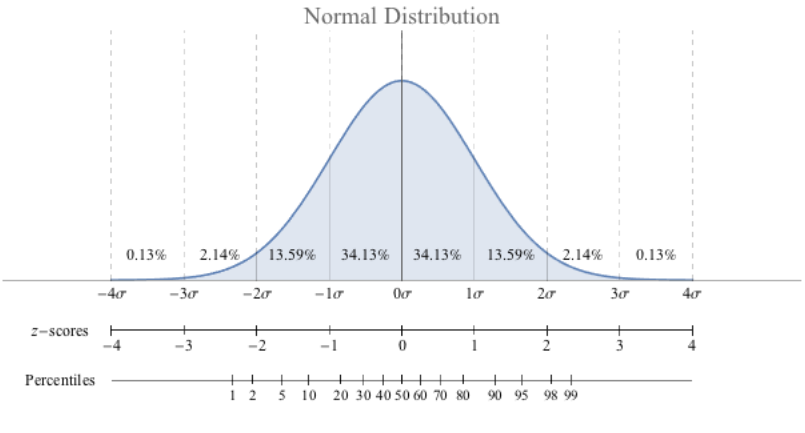 Normal Distribution
0.13% 2.14% 13.59% 34.13% 34.13% 13.59% 2.14% 0.13%
−4σ −3σ −2σ −1σ 0σ 1σ 2σ 3σ 4σ
z−scores
−4 −3 −2 −1 0 1 2 3 4
Percentiles
1 2 5 10 20 30 40 50 60 70 80 90 95 98 99